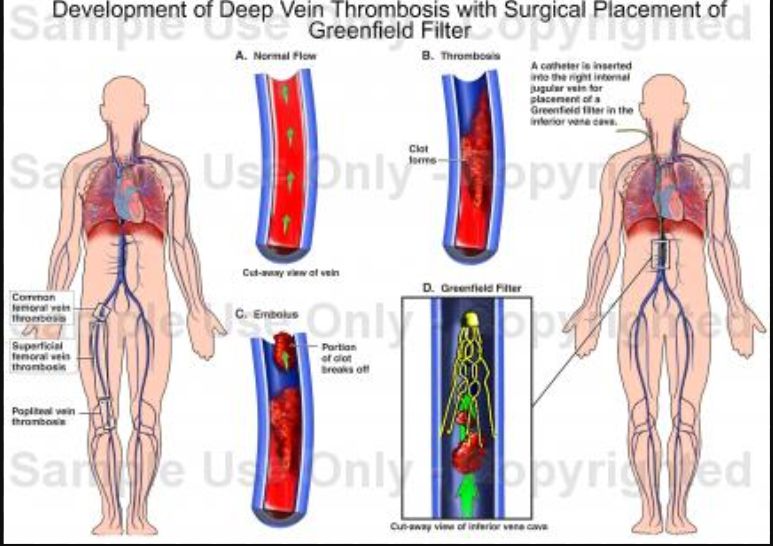 Development of Deep Vein Thrombosis with Surgical Placement of
Greenfield Filter
A. Normal Flow
Cut-away view of vein
B. Thrombosis
Clot
forms
A catheter is inserted
into the right internal
jugular vein for
placement of a
Greenfield filter in the
inferior vena cava.
Common
femoral vein
thrombosis
Superficial
femoral vein
thrombosis
Popliteal vein
thrombosis
C. Embolus
Portion
of clot
breaks off
D. Greenfield Filter
Cut-away view of inferior vena cava
Sample Use Only - Copyrighted
Sample Use Only - Copyrighted
Sample Use Only - Copyrighted
Sample Use Only - Copyrighted